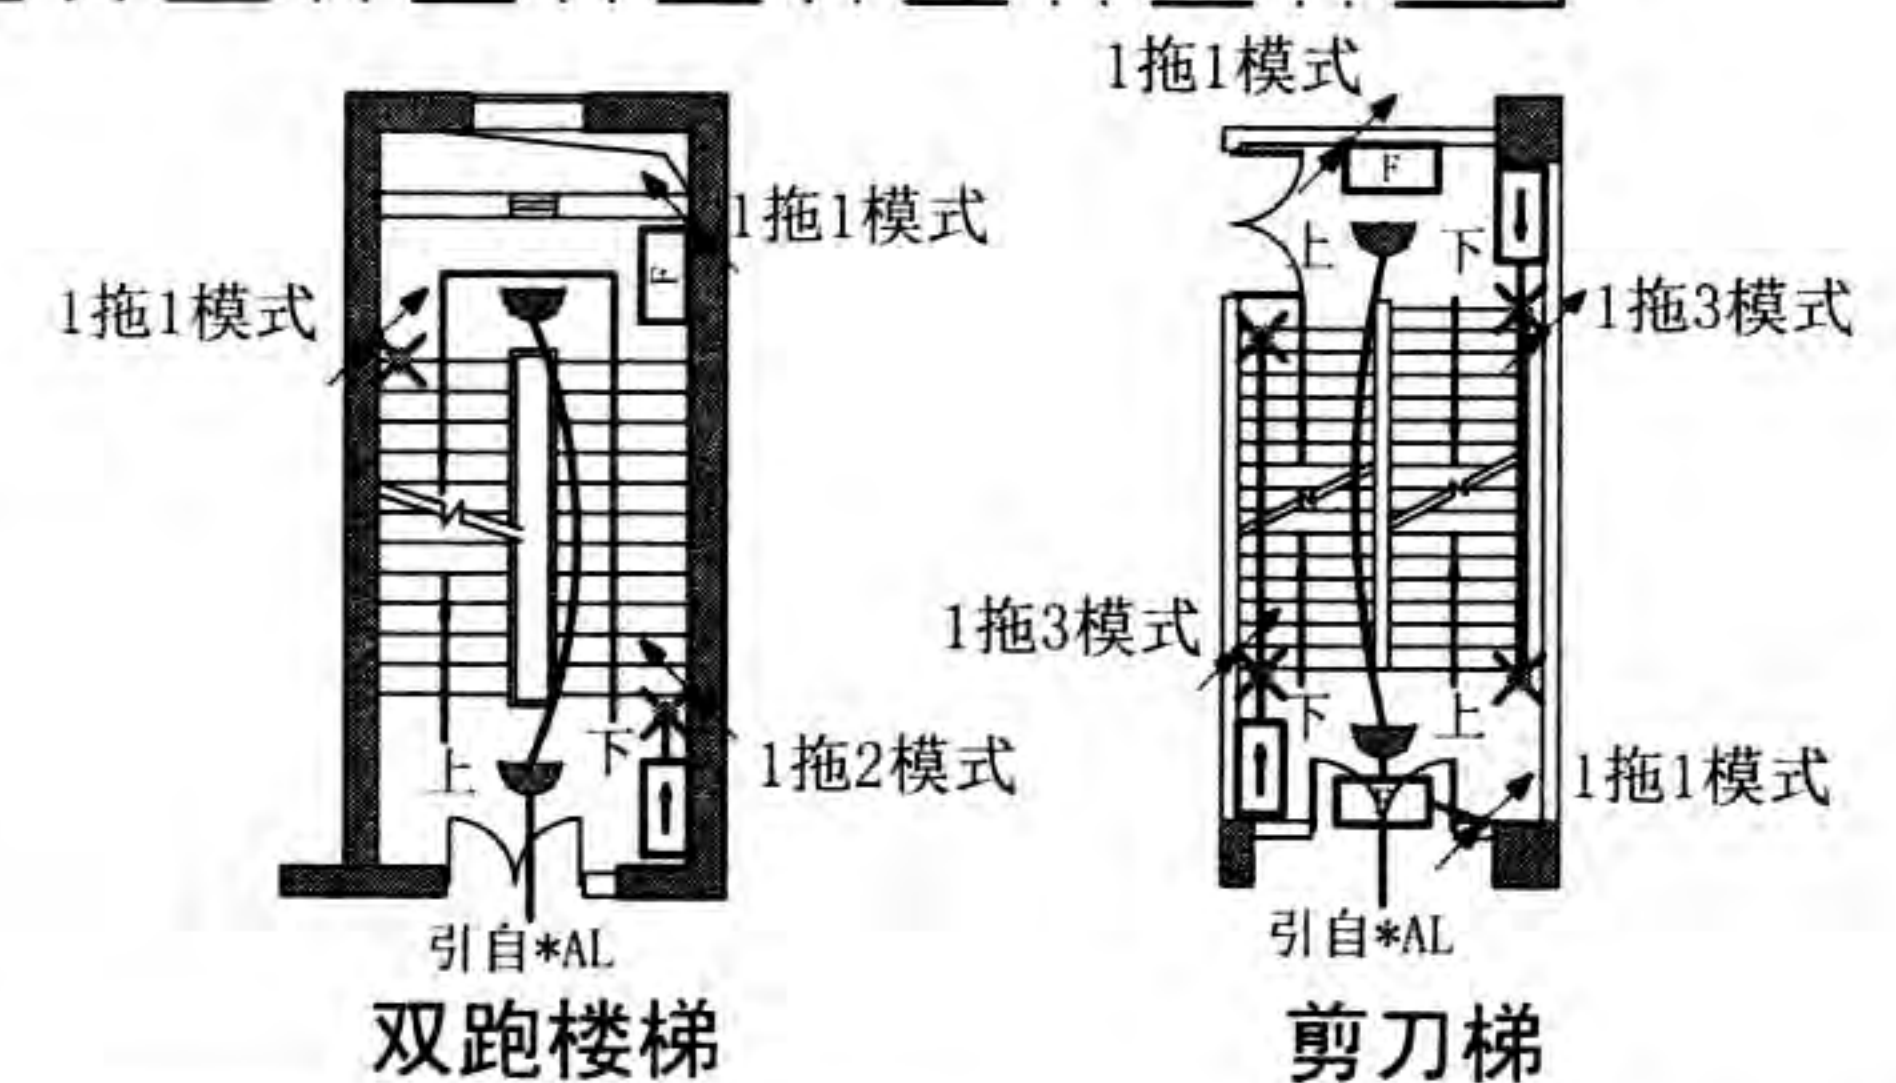 1拖1模式
F
上
下
1拖3模式
1拖3模式
下
上
1拖1模式
F
引自*AL
剪刀梯
1拖1模式
F
1拖1模式
上
下
1拖2模式
引自*AL
双跑楼梯